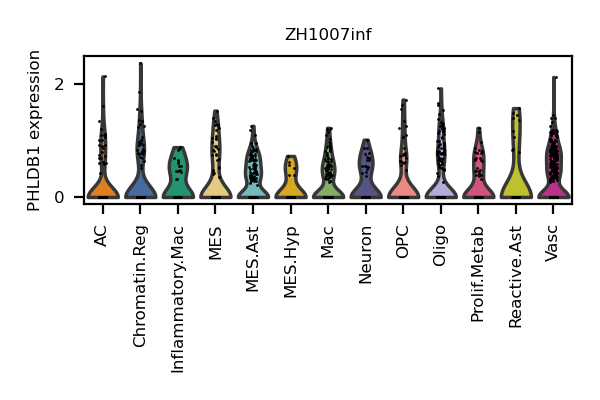 ZH1007inf
PHLDB1 expression
2
0
AC
Chromatin.Reg
Inflammatory.Mac
MES
MES.Ast
MES.Hyp
Mac
Neuron
OPC
Oligo
Prolif.Metab
Reactive.Ast
Vasc